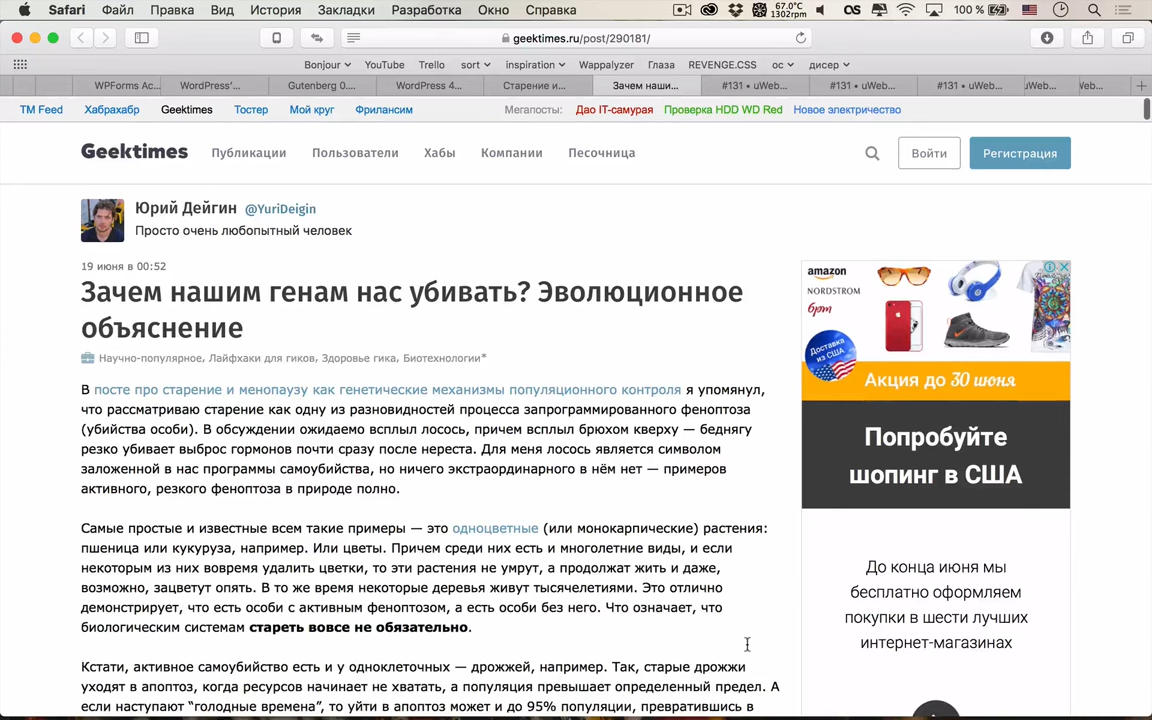 Safari Файл Правка Вид История Закладки Разработка Окно Справка 67.0°C 1302rpm 100 %
geektimes.ru/post/290181/
Bonjour YouTube Trello sort inspiration Wappalyzer Глаза REVENGE.CSS ос дисер
WPForms Ac... WordPress'... Gutenberg 0.... WordPress 4... Старение и... Зачем наши... #131 • uWeb... #131 • uWeb... #131 • uWeb... uWeb... Veb...
TM Feed Хабрахабр Geektimes Тостер Мой круг Фрилансим Мегапосты: Дао IT-самурая Проверка HDD WD Red Новое электричество
Geektimes Публикации Пользователи Хабы Компании Песочница Войти Регистрация
Юрий Дейгин @YuriDeigin
Просто очень любопытный человек
19 июня в 00:52
Зачем нашим генам нас убивать? Эволюционное
объяснение
Научно-популярное, Лайфхаки для гиков, Здоровье гика, Биотехнологии*
В посте про старение и менопаузу как генетические механизмы популяционного контроля я упомянул,
что рассматриваю старение как одну из разновидностей процесса запрограммированного феноптоза
(убийства особи). В обсуждении ожидаемо всплыл лосось, причем всплыл брюхом кверху — беднягу
резко убивает выброс гормонов почти сразу после нереста. Для меня лосось является символом
заложенной в нас программы самоубийства, но ничего экстраординарного в нём нет — примеров
активного, резкого феноптоза в природе полно.
Самые простые и известные всем такие примеры — это одноцветные (или монокарпические) растения:
пшеница или кукуруза, например. Или цветы. Причем среди них есть и многолетние виды, и если
некоторым из них вовремя удалить цветки, то эти растения не умрут, а продолжат жить и даже,
возможно, зацветут опять. В то же время некоторые деревья живут тысячелетиями. Это отлично
демонстрирует, что есть особи с активным феноптозом, а есть особи без него. Что означает, что
биологическим системам стареть вовсе не обязательно.
Кстати, активное самоубийство есть и у одноклеточных — дрожжей, например. Так, старые дрожжи
уходят в апоптоз, когда ресурсов начинает не хватать, а популяция превышает определенный предел. А
если наступают “голодные времена”, то уйти в апоптоз может и до 95% популяции, превратившись в
amazon
NORDSTROM
6pm
Доставка
из США
Акция до 30 июня
Попробуйте
шопинг в США
До конца июня мы
бесплатно оформляем
покупки в шести лучших
интернет-магазинах